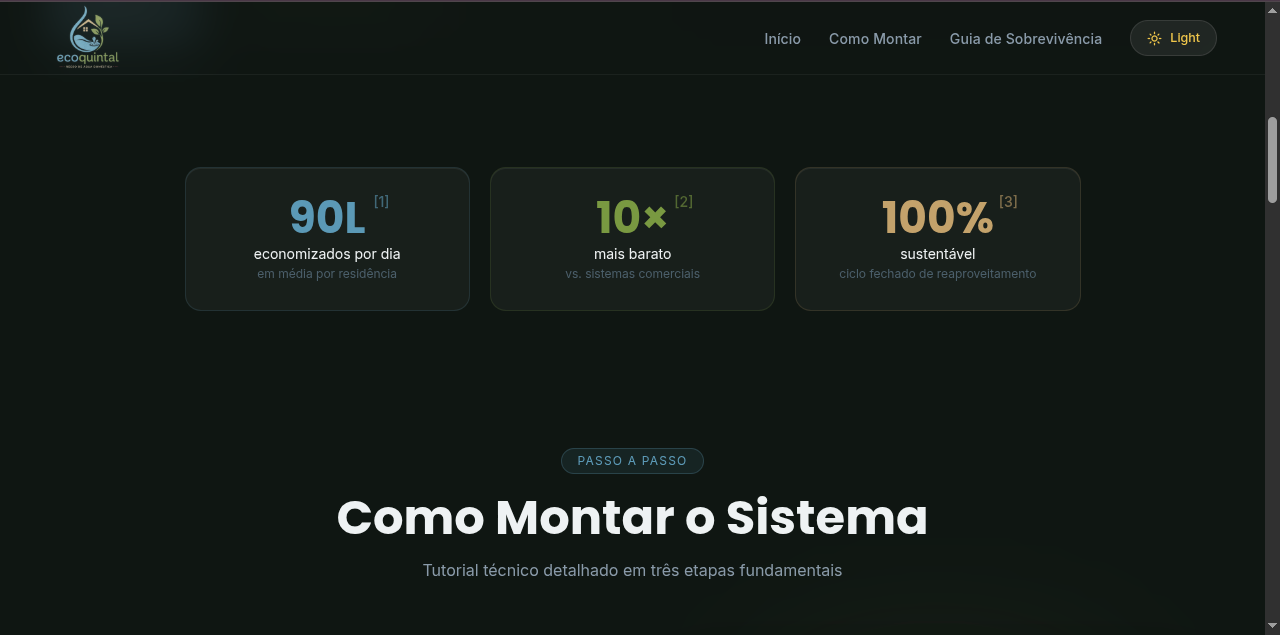 ecoquintal
Início
Como Montar
Guia de Sobrevivência
Light
90L [1]
economizados por dia
em média por residência
10× [2]
mais barato
vs. sistemas comerciais
100% [3]
sustentável
ciclo fechado de reaproveitamento
PASSO A PASSO
Como Montar o Sistema
Tutorial técnico detalhado em três etapas fundamentais